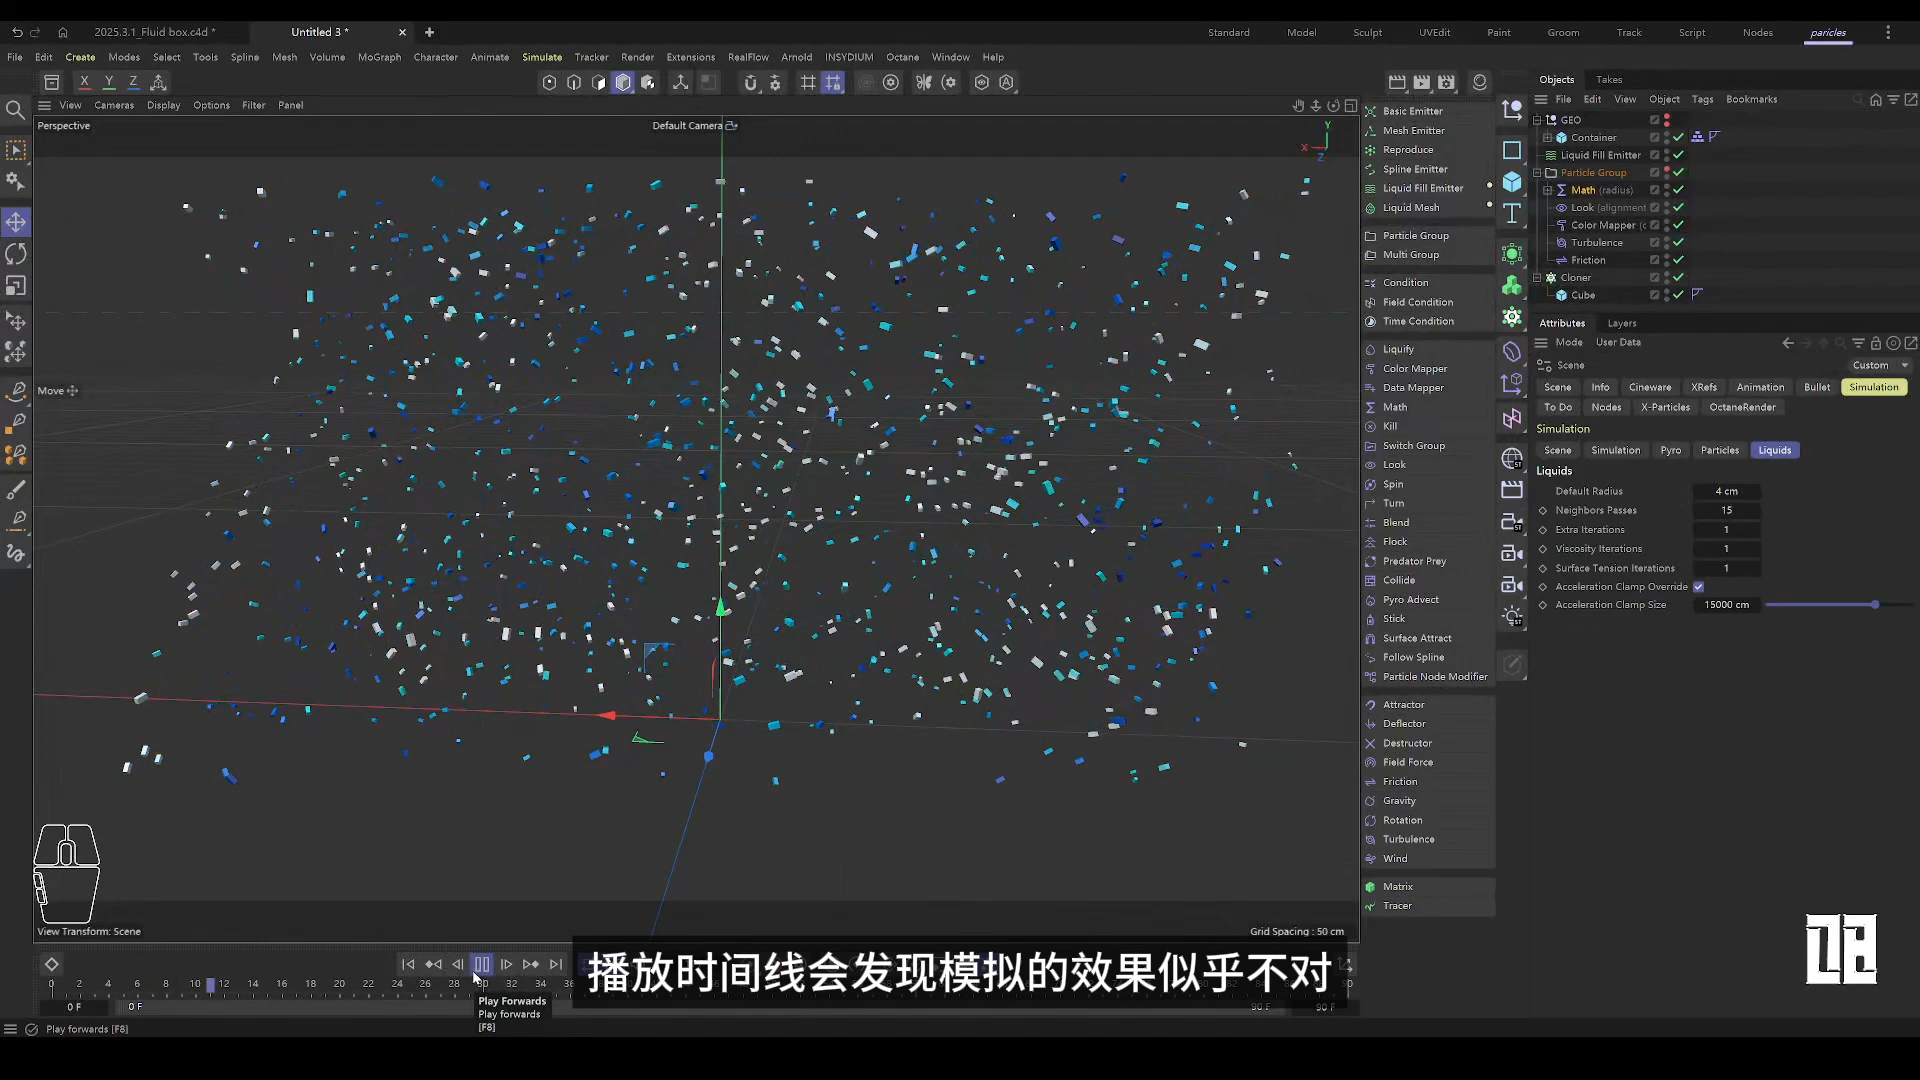 2025.3.1_Fluid box.c4d *
Untitled 3 *
Standard
Model
Sculpt
UVEdit
Paint
Groom
Track
Script
Nodes
paricles
File
Edit
Create
Modes
Select
Tools
Spline
Mesh
Volume
MoGraph
Character
Animate
Simulate
Tracker
Render
Extensions
RealFlow
Arnold
INSYDIUM
Octane
Window
Help
X
Y
Z
View
Cameras
Display
Options
Filter
Panel
Perspective
Default Camera
Y
X
Z
Move
View Transform: Scene
Grid Spacing : 50 cm
Basic Emitter
Mesh Emitter
Reproduce
Spline Emitter
Liquid Fill Emitter
Liquid Mesh
Particle Group
Multi Group
Condition
Field Condition
Time Condition
Liquify
Color Mapper
Data Mapper
Math
Kill
Switch Group
Look
Spin
Turn
Blend
Flock
Predator Prey
Collide
Pyro Advect
Stick
Surface Attract
Follow Spline
Particle Node Modifier
Attractor
Deflector
Destructor
Field Force
Friction
Gravity
Rotation
Turbulence
Wind
Matrix
Tracer
Objects
Takes
File
Edit
View
Object
Tags
Bookmarks
GEO
Container
Liquid Fill Emitter
Particle Group
Math (radius)
Look (alignment
Color Mapper (c
Turbulence
Friction
Cloner
Cube
Attributes
Layers
Mode
User Data
Scene
Custom
Scene
Info
Cineware
XRefs
Animation
Bullet
Simulation
To Do
Nodes
X-Particles
OctaneRender
Simulation
Scene
Simulation
Pyro
Particles
Liquids
Liquids
Default Radius
4 cm
Neighbors Passes
15
Extra Iterations
1
Viscosity Iterations
1
Surface Tension Iterations
1
Acceleration Clamp Override
Acceleration Clamp Size
15000 cm
0 2 4 6 8 10 12 14 16 18 20 22 24 26 28 30 32 34 36
90
0 F
0 F
90 F
90 F
Play Forwards
Play forwards
[F8]
播放时间线会发现模拟的效果似乎不对
Play forwards [F8]